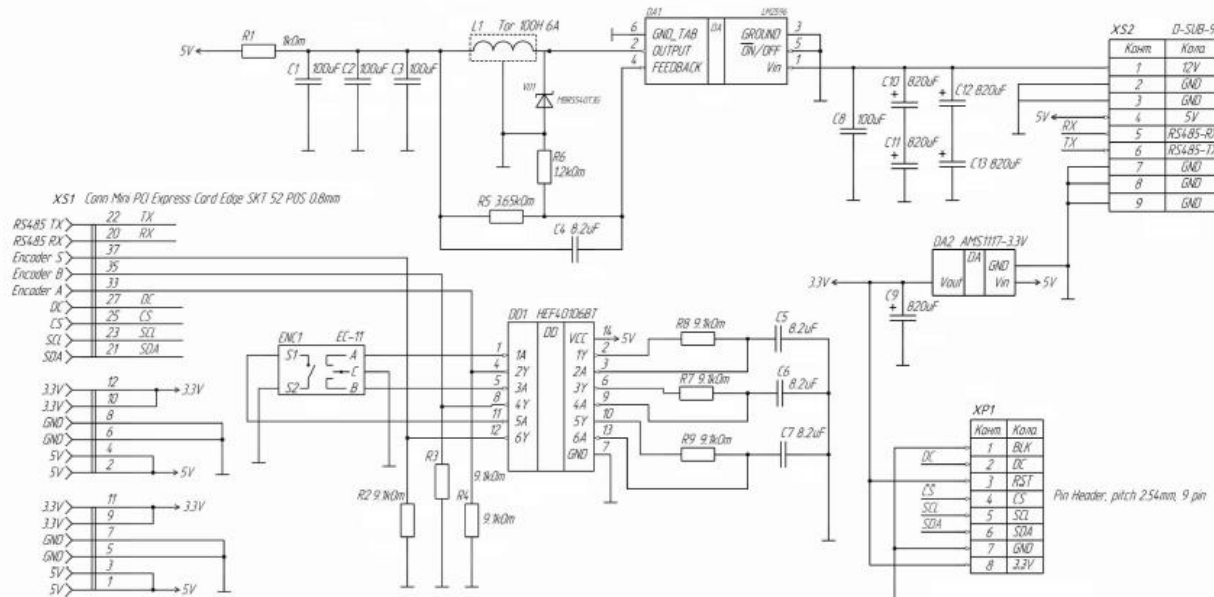 5V
R1
1kOm
C1
100uF
C2
100uF
C3
100uF
L1 Tor 100H 6A
VD1
MBRS540T3G
R6
1.2kOm
R5 3.65kOm
C4 8.2uF
DA1
LM2596
6 GND_TAB
2 OUTPUT
4 FEEDBACK
DA
GROUND 3
ON/OFF 5
Vin 1
C8
100uF
C10
820uF
C11
820uF
C12 820uF
C13 820uF
XS2
D-SUB-9
Конт.
1 12V
2 GND
3 GND
5V 4 5V
RX 5 RS485-RX
TX 6 RS485-TX
7 GND
8 GND
9 GND
XS1 Conn Mini PCI Express Card Edge SKT 52 POS 0.8mm
RS485 TX 22 TX
RS485 RX 20 RX
Encoder S 37
Encoder B 35
Encoder A 33
DC 27 DC
CS 25 CS
SCL 23 SCL
SDA 21 SDA
3.3V 12 3.3V
3.3V 10
GND 8
GND 6
5V 4
5V 2 5V
3.3V 11 3.3V
3.3V 9
GND 7
GND 5
5V 3
5V 1 5V
ENC1 EC-11
S1
S2
A
C
B
R2 9.1kOm
R3
9.1kOm
R4
9.1kOm
DD1 HEF40106BT
DD
1 1A
4 2Y
5 3A
8 4Y
11 5A
12 6Y
VCC 14 5V
1Y 2
2A 3
3Y 6
4A 9
5Y 10
6A 13
GND 7
R8 9.1kOm
R7 9.1kOm
R9 9.1kOm
C5
8.2uF
C6
8.2uF
C7 8.2uF
DA2 AMS1117-3.3V
DA
GND
Vout
Vin
3.3V
5V
C9
820uF
XP1
Конт.
1 BLK
DC 2 DC
3 RST
CS 4 CS
SCL 5 SCL
SDA 6 SDA
7 GND
8 3.3V
Pin Header, pitch 2.54mm, 9 pin